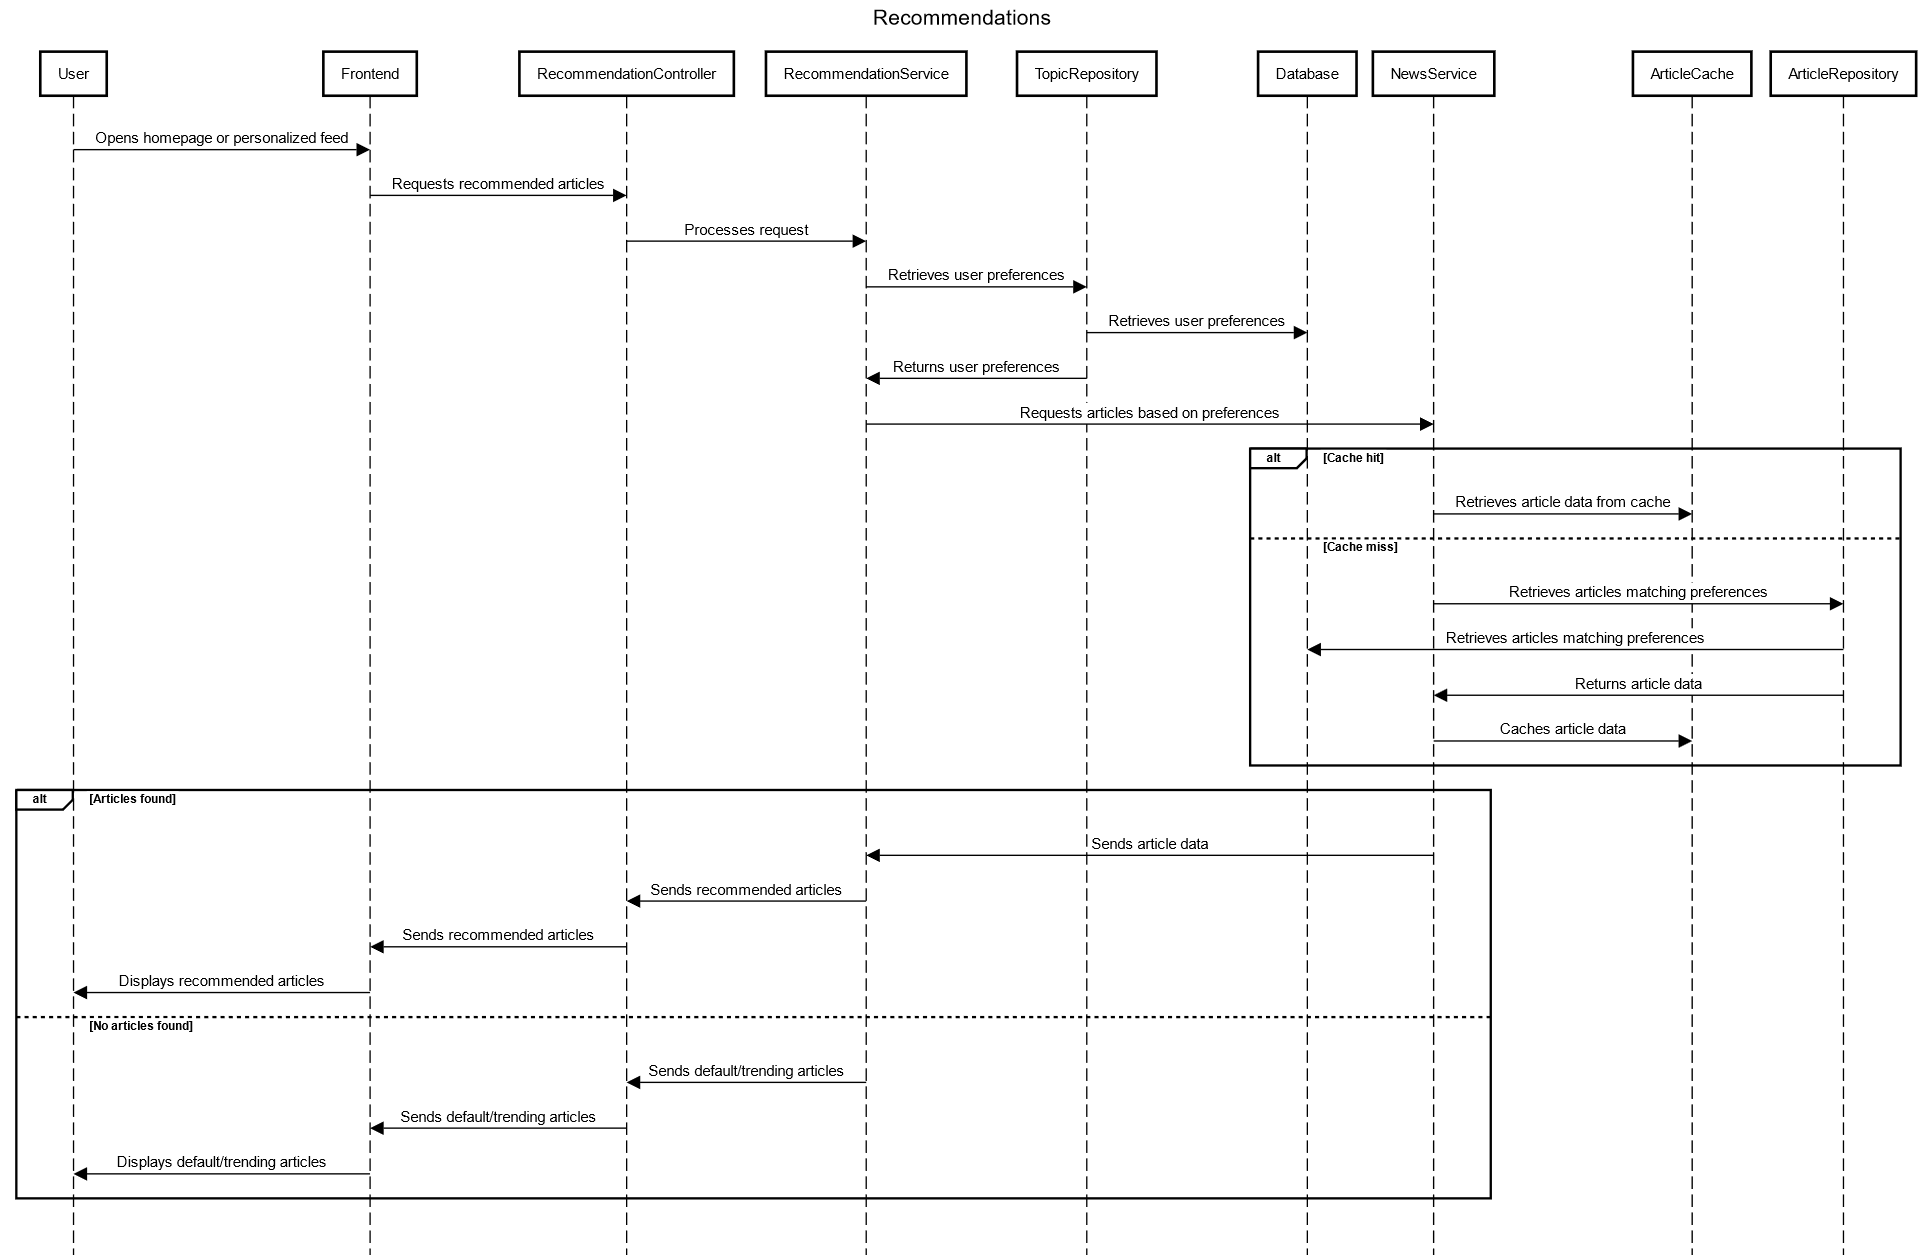 Recommendations
User
Frontend
RecommendationController
RecommendationService
TopicRepository
Database
NewsService
ArticleCache
ArticleRepository
Opens homepage or personalized feed
Requests recommended articles
Processes request
Retrieves user preferences
Retrieves user preferences
Returns user preferences
Requests articles based on preferences
alt
[Cache hit]
Retrieves article data from cache
[Cache miss]
Retrieves articles matching preferences
Retrieves articles matching preferences
Returns article data
Caches article data
alt
[Articles found]
Sends article data
Sends recommended articles
Sends recommended articles
Displays recommended articles
[No articles found]
Sends default/trending articles
Sends default/trending articles
Displays default/trending articles